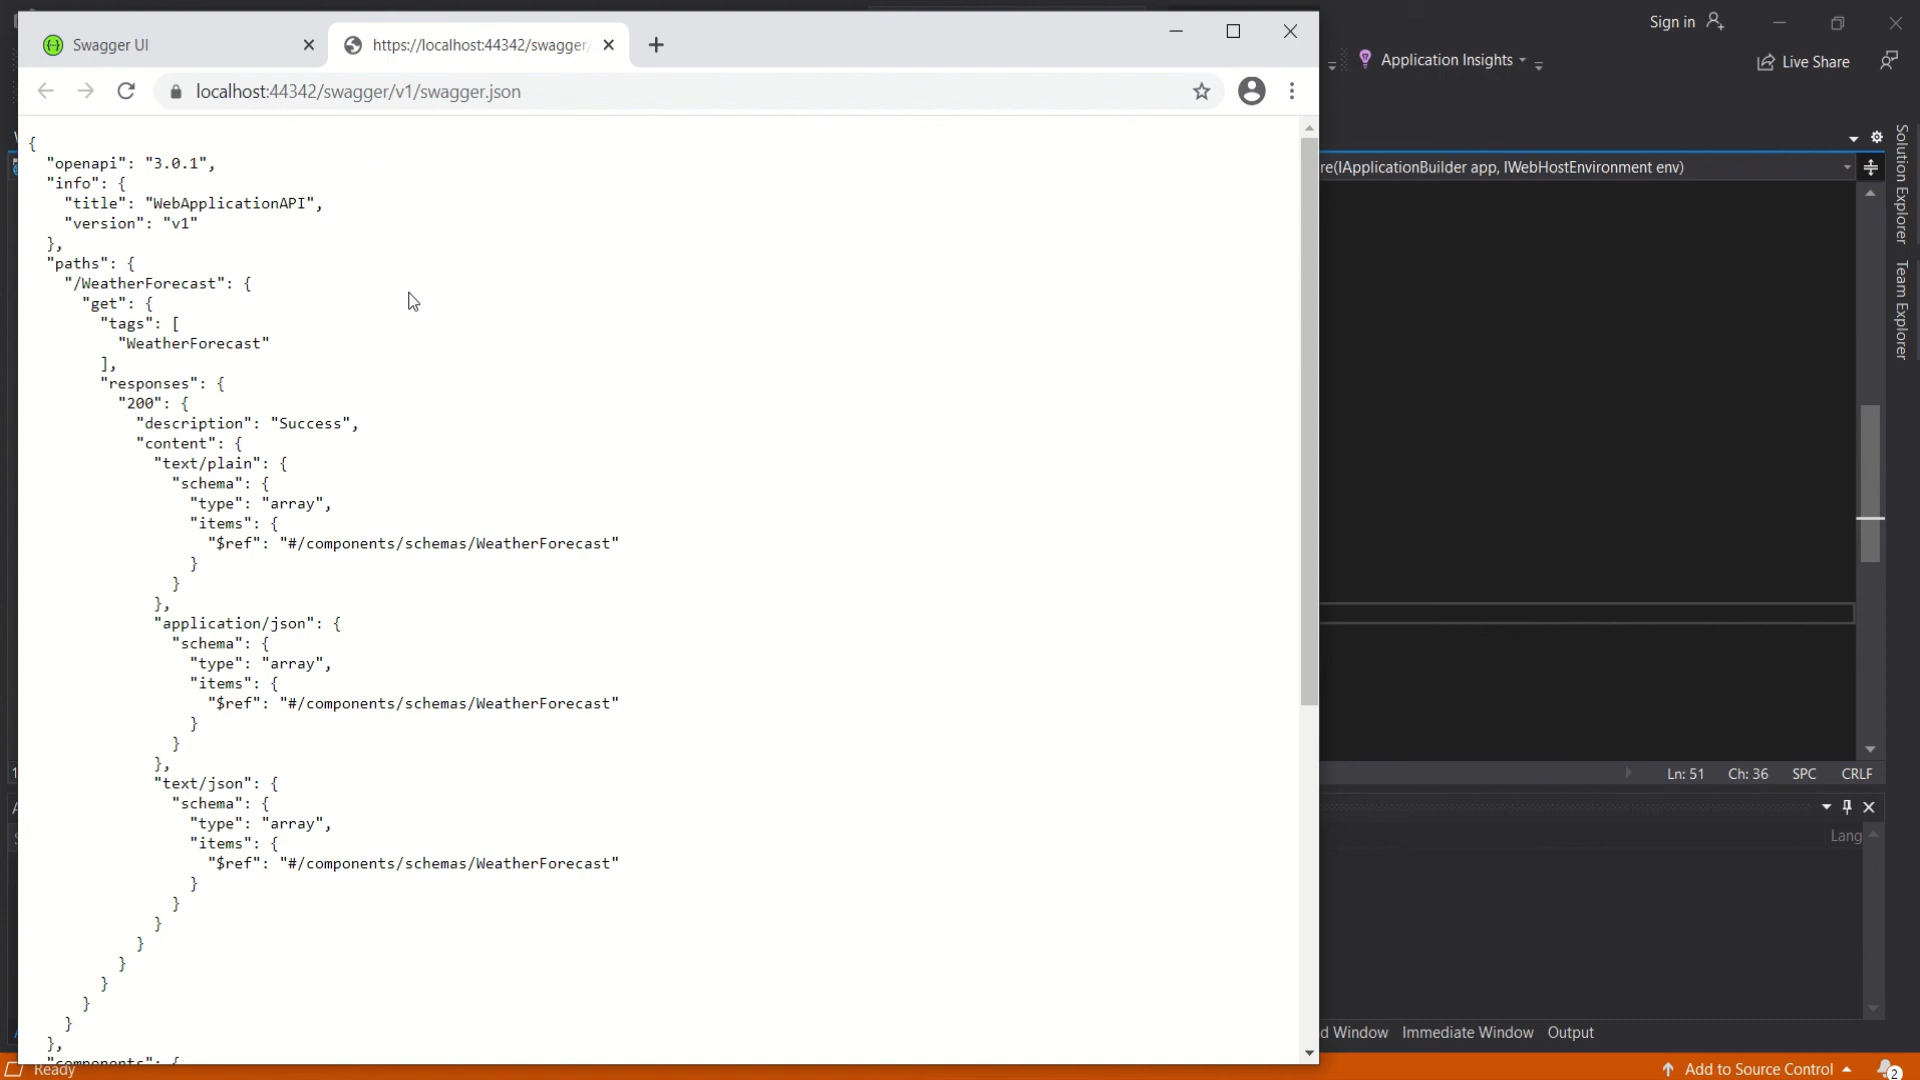 Swagger UI
https://localhost:44342/swagger/
localhost:44342/swagger/v1/swagger.json
Sign in
Application Insights
Live Share
re(IApplicationBuilder app, IWebHostEnvironment env)
Solution Explorer
Team Explorer
{
"openapi": "3.0.1",
"info": {
"title": "WebApplicationAPI",
"version": "v1"
},
"paths": {
"/WeatherForecast": {
"get": {
"tags": [
"WeatherForecast"
],
"responses": {
"200": {
"description": "Success",
"content": {
"text/plain": {
"schema": {
"type": "array",
"items": {
"$ref": "#/components/schemas/WeatherForecast"
}
}
},
"application/json": {
"schema": {
"type": "array",
"items": {
"$ref": "#/components/schemas/WeatherForecast"
}
}
},
"text/json": {
"schema": {
"type": "array",
"items": {
"$ref": "#/components/schemas/WeatherForecast"
}
}
}
}
}
}
}
}
},
"components": {
Ln: 51 Ch: 36 SPC CRLF
Lang
d Window Immediate Window Output
Ready
Add to Source Control
2